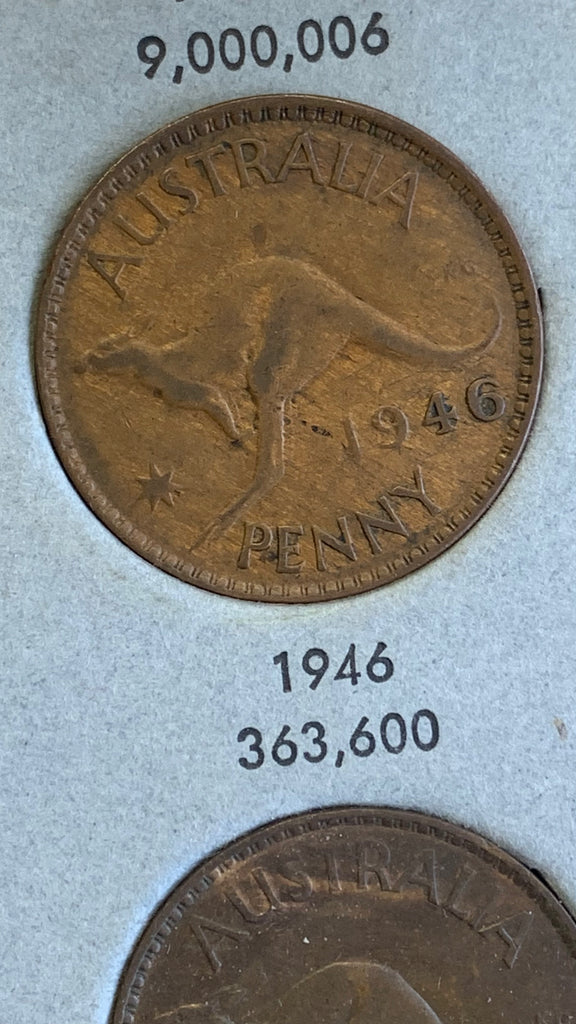 9,000,006
AUSTRALIA
1946
PENNY
1946
363,600
AUSTRALIA